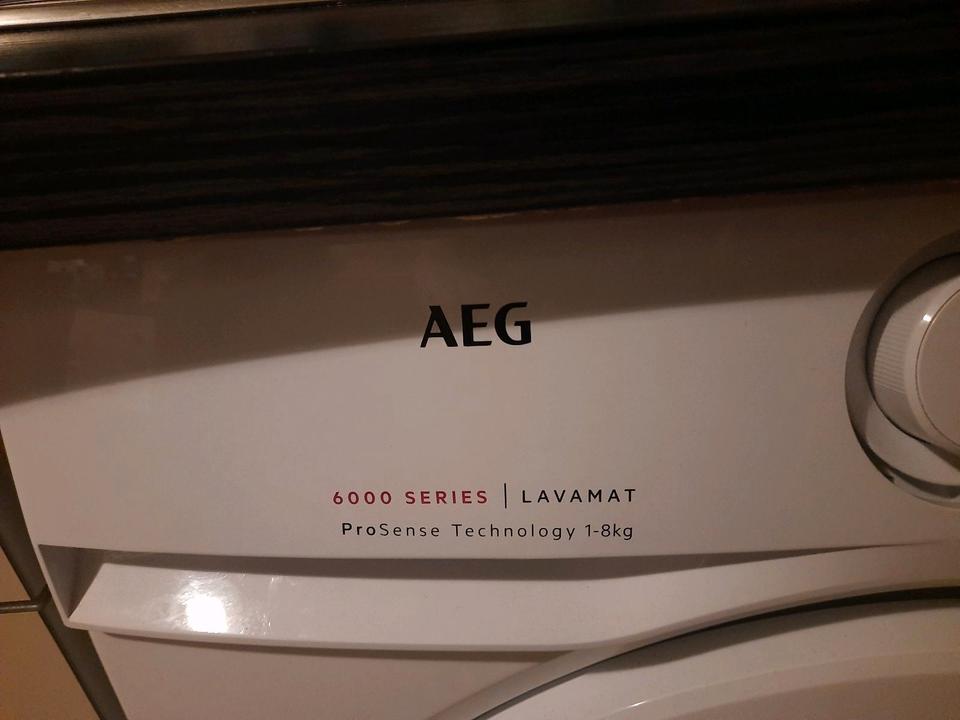 AEG
6000 SERIES | LAVAMAT
ProSense Technology 1-8kg